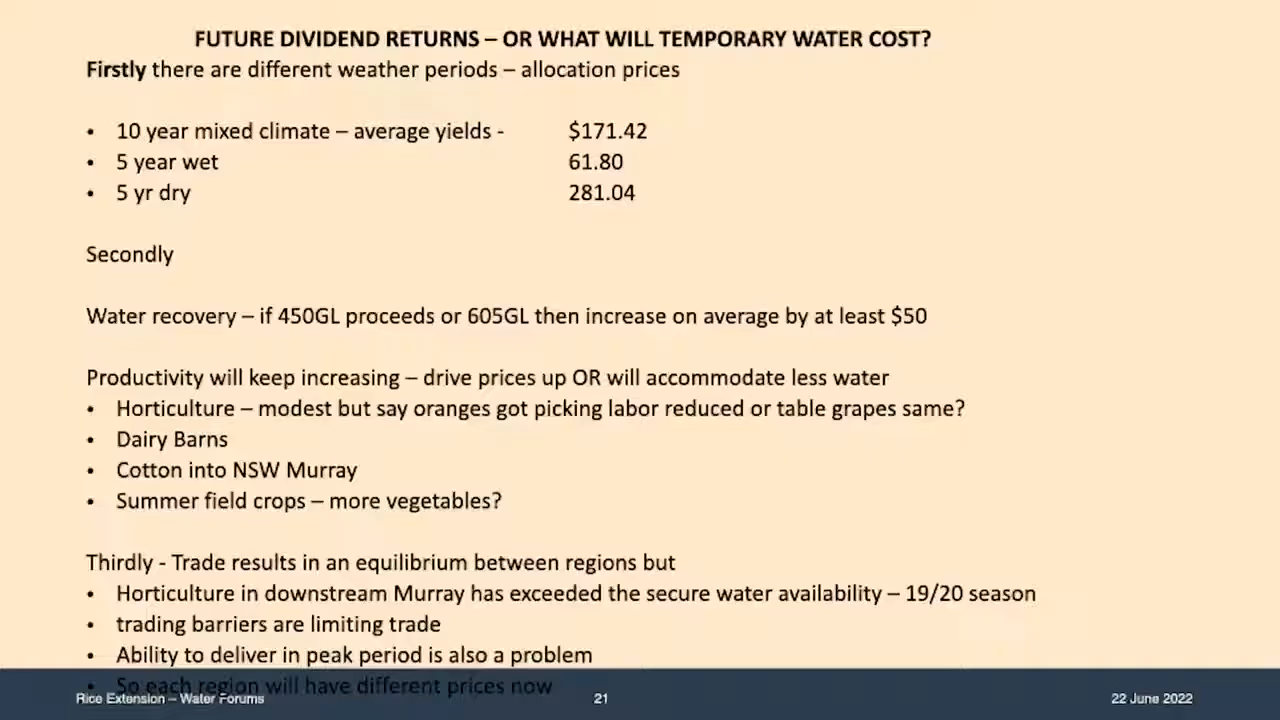 FUTURE DIVIDEND RETURNS – OR WHAT WILL TEMPORARY WATER COST?
Firstly there are different weather periods – allocation prices
• 10 year mixed climate – average yields - $171.42
• 5 year wet 61.80
• 5 yr dry 281.04
Secondly
Water recovery – if 450GL proceeds or 605GL then increase on average by at least $50
Productivity will keep increasing – drive prices up OR will accommodate less water
• Horticulture – modest but say oranges got picking labor reduced or table grapes same?
• Dairy Barns
• Cotton into NSW Murray
• Summer field crops – more vegetables?
Thirdly - Trade results in an equilibrium between regions but
• Horticulture in downstream Murray has exceeded the secure water availability – 19/20 season
• trading barriers are limiting trade
• Ability to deliver in peak period is also a problem
• So each region will have different prices now
Rice Extension – Water Forums 21 22 June 2022